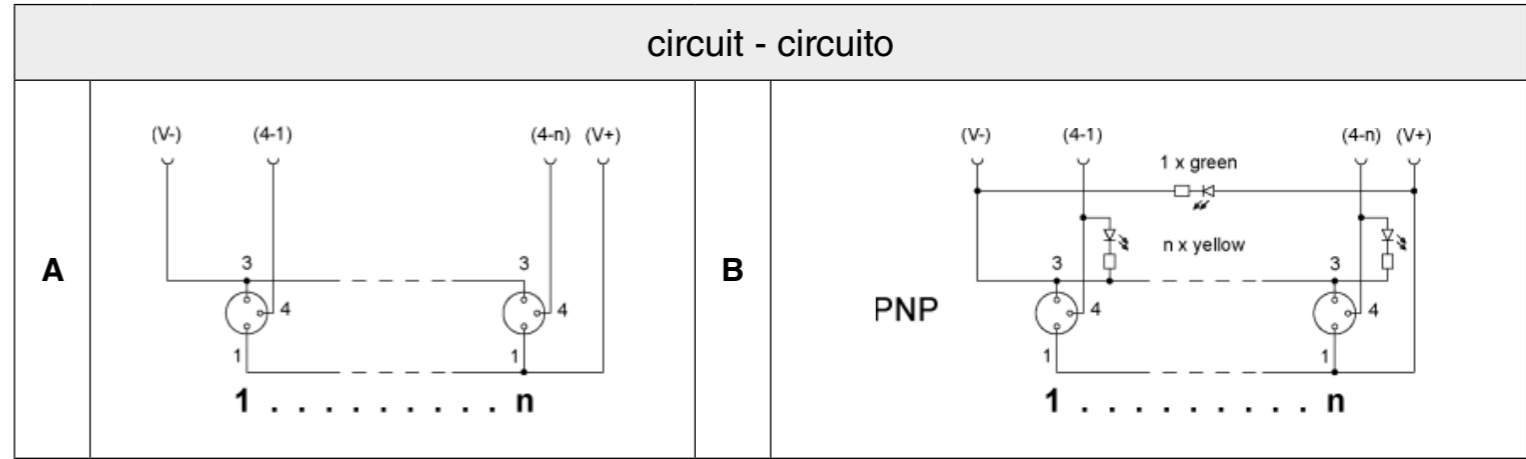 circuit - circuito
A
(V-) (4-1) (4-n) (V+)
3 3
4 4
1 1
1 . . . . . . . . . n
B
(V-) (4-1) (4-n) (V+)
1 x green
n x yellow
3 3
PNP 4 4
1 1
1 . . . . . . . . . n